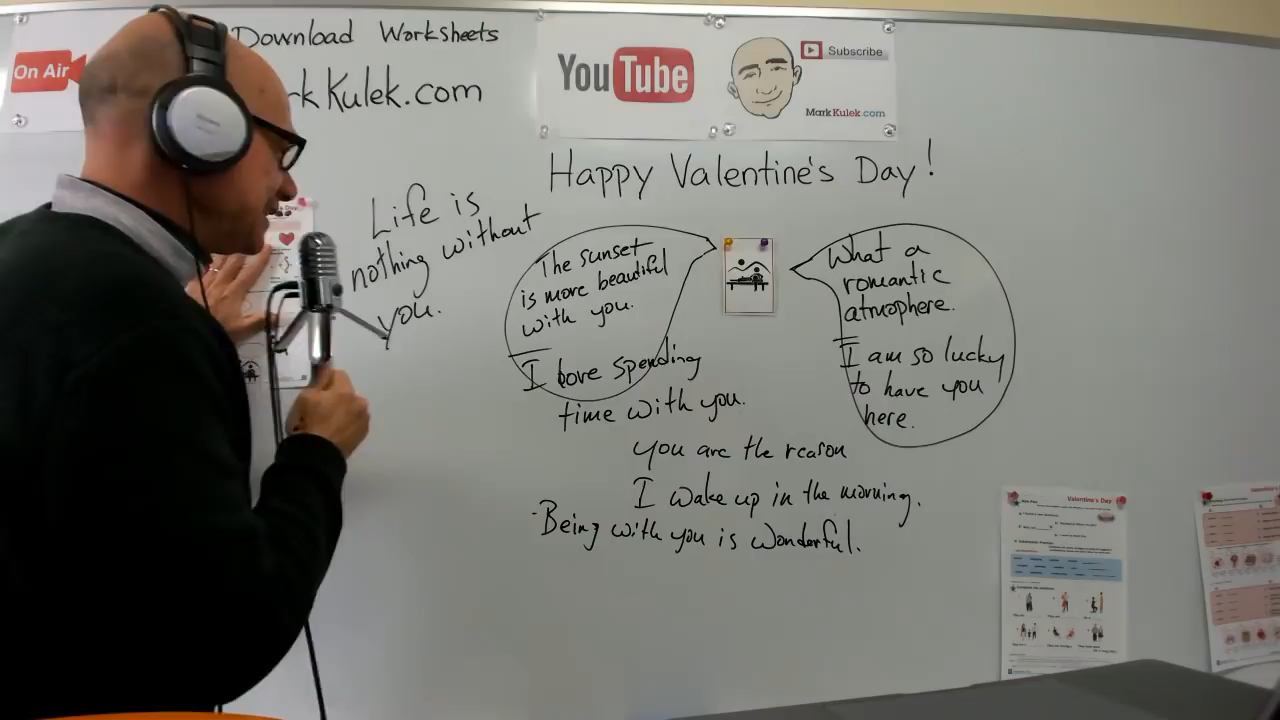 On Air
Download Worksheets
rkKulek.com
YouTube
Subscribe
MarkKulek.com
Happy Valentine's Day!
Life is
nothing without
you.
The sunset
is more beautiful
with you.
I love spending
time with you.
What a
romantic
atmophere.
I am so lucky
to have you
here.
You are the reason
I wake up in the morning.
-Being with you is wonderful.
Valentine's Day